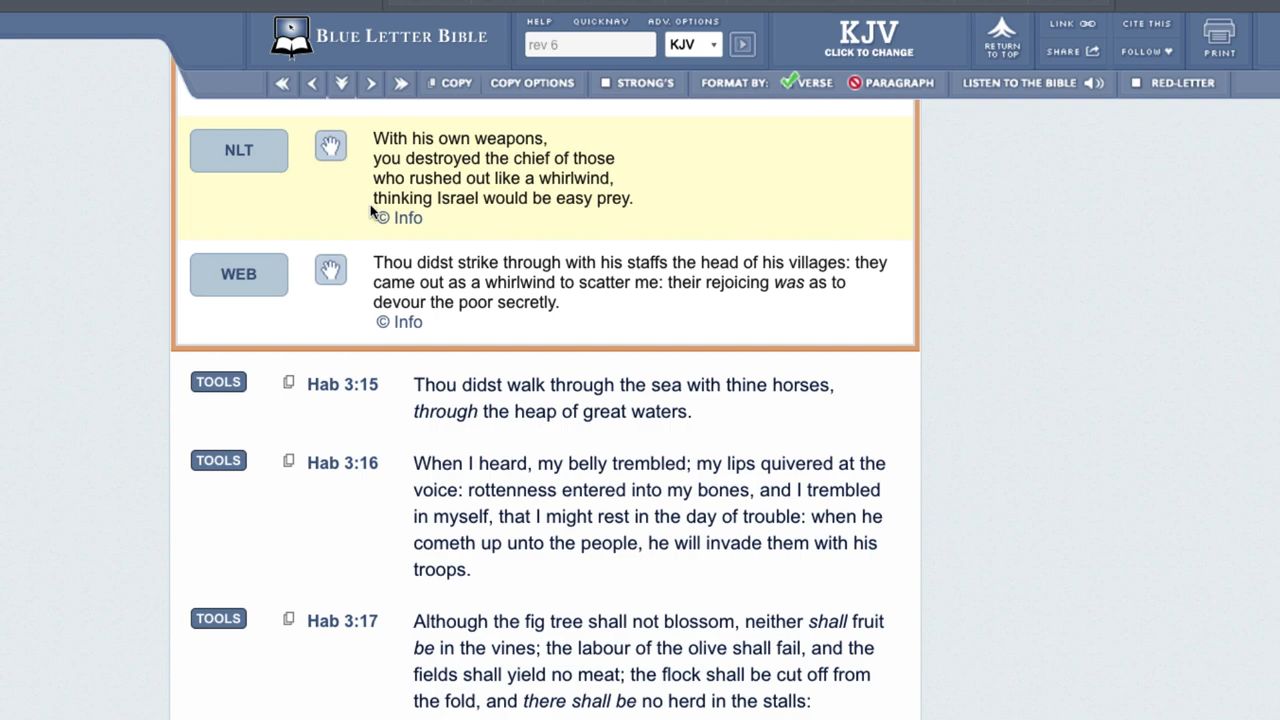 HELP QUICKNAV ADV. OPTIONS
BLUE LETTER BIBLE
rev 6
KJV
KJV
CLICK TO CHANGE
RETURN
TO TOP
LINK
CITE THIS
SHARE
FOLLOW
PRINT
COPY
COPY OPTIONS
STRONG'S
FORMAT BY:
VERSE
PARAGRAPH
LISTEN TO THE BIBLE
RED-LETTER
NLT
With his own weapons,
you destroyed the chief of those
who rushed out like a whirlwind,
thinking Israel would be easy prey.
© Info
WEB
Thou didst strike through with his staffs the head of his villages: they
came out as a whirlwind to scatter me: their rejoicing was as to
devour the poor secretly.
© Info
TOOLS
Hab 3:15
Thou didst walk through the sea with thine horses,
through the heap of great waters.
TOOLS
Hab 3:16
When I heard, my belly trembled; my lips quivered at the
voice: rottenness entered into my bones, and I trembled
in myself, that I might rest in the day of trouble: when he
cometh up unto the people, he will invade them with his
troops.
TOOLS
Hab 3:17
Although the fig tree shall not blossom, neither shall fruit
be in the vines; the labour of the olive shall fail, and the
fields shall yield no meat; the flock shall be cut off from
the fold, and there shall be no herd in the stalls: